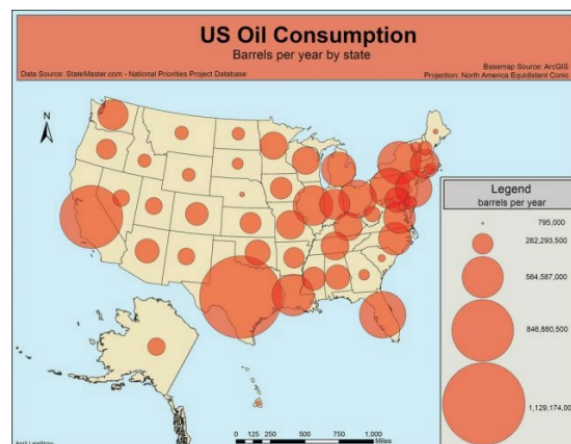 US Oil Consumption
Barrels per year by state
Data Source: StateMaster.com - National Priorities Project Database
Basemap Source: ArcGIS
Projection: North America Equidistant Conic
N
Legend
barrels per year
795,000
282,293,500
564,587,000
846,880,500
1,129,174,00
0 125 250 500 750 1,000
Miles
April